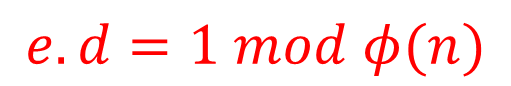 e.d = 1 mod ϕ(n)